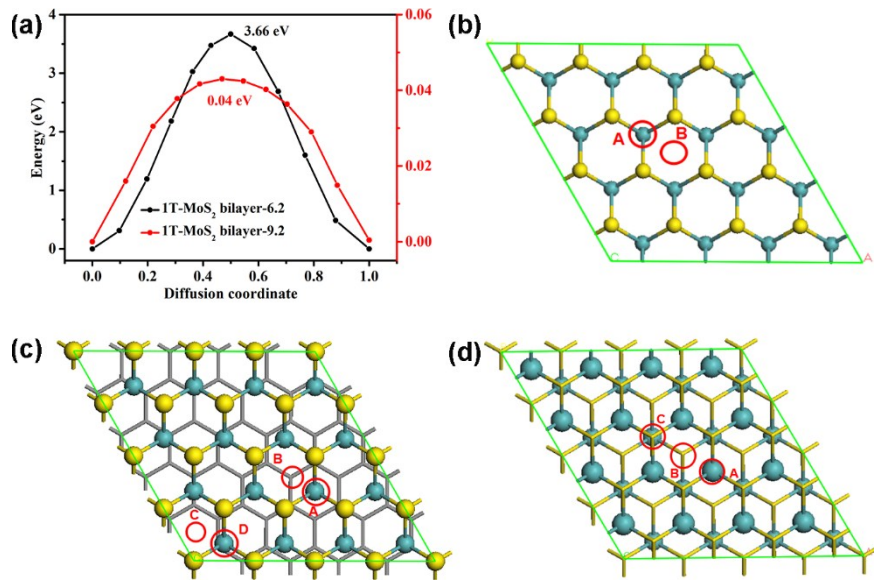 (a)
4
3
2
1
0
Energy (eV)
3.66 eV
0.04 eV
1T-MoS₂ bilayer-6.2
1T-MoS₂ bilayer-9.2
0.06
0.04
0.02
0.00
0.0 0.2 0.4 0.6 0.8 1.0
Diffusion coordinate
(b)
A
B
C
A
(c)
B
A
C
D
(d)
C
B
A